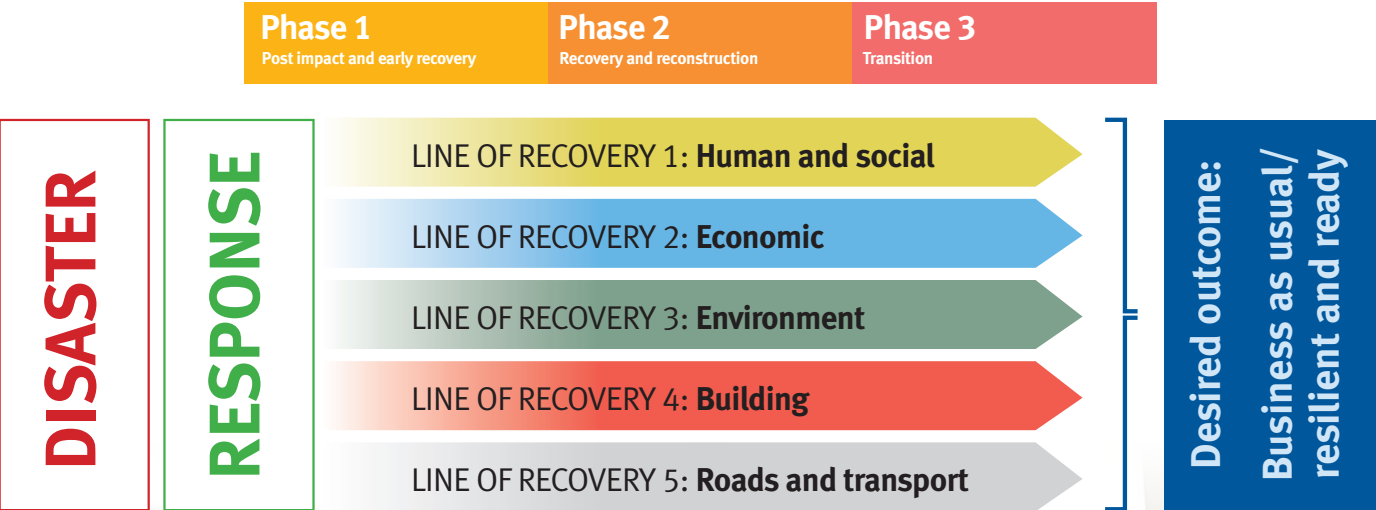 Phase 1
Post impact and early recovery
Phase 2
Recovery and reconstruction
Phase 3
Transition
DISASTER
RESPONSE
LINE OF RECOVERY 1: Human and social
LINE OF RECOVERY 2: Economic
LINE OF RECOVERY 3: Environment
LINE OF RECOVERY 4: Building
LINE OF RECOVERY 5: Roads and transport
Desired outcome:
Business as usual/
resilient and ready